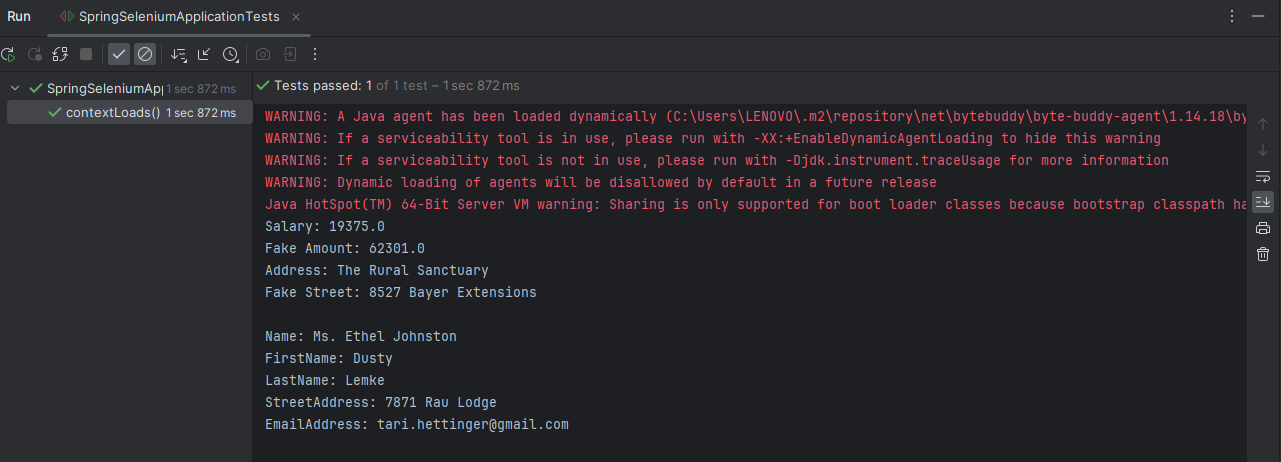 Run SpringSeleniumApplicationTests
SpringSeleniumApp 1 sec 872 ms
contextLoads() 1 sec 872 ms
Tests passed: 1 of 1 test – 1 sec 872 ms
WARNING: A Java agent has been loaded dynamically (C:\Users\LENOVO\.m2\repository\net\bytebuddy\byte-buddy-agent\1.14.18\by
WARNING: If a serviceability tool is in use, please run with -XX:+EnableDynamicAgentLoading to hide this warning
WARNING: If a serviceability tool is not in use, please run with -Djdk.instrument.traceUsage for more information
WARNING: Dynamic loading of agents will be disallowed by default in a future release
Java HotSpot(TM) 64-Bit Server VM warning: Sharing is only supported for boot loader classes because bootstrap classpath ha
Salary: 19375.0
Fake Amount: 62301.0
Address: The Rural Sanctuary
Fake Street: 8527 Bayer Extensions
Name: Ms. Ethel Johnston
FirstName: Dusty
LastName: Lemke
StreetAddress: 7871 Rau Lodge
EmailAddress: tari.hettinger@gmail.com